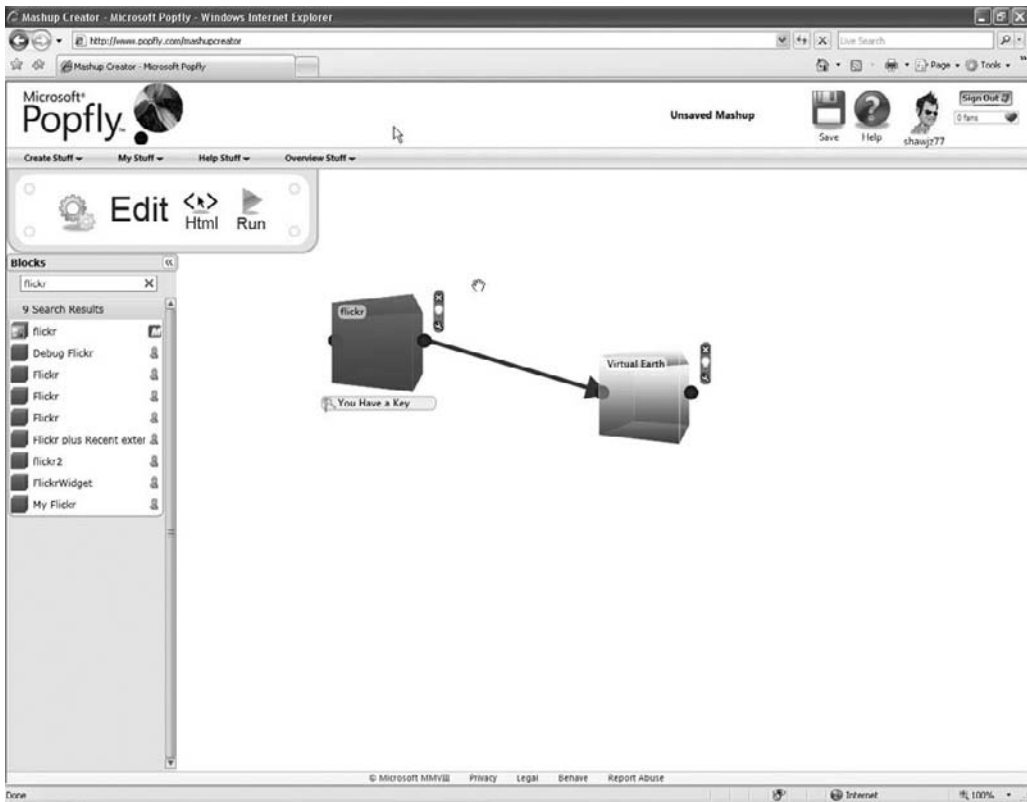 Mashup Creator - Microsoft Popfly - Windows Internet Explorer
http://www.popfly.com/mashupcreator
Live Search
Mashup Creator - Microsoft Popfly
Page
Tools
Microsoft®
Popfly™
Unsaved Mashup
Save
Help
shawjz77
Sign Out
0 fans
Create Stuff
My Stuff
Help Stuff
Overview Stuff
Edit
Html
Run
Blocks
flickr
9 Search Results
flickr
Debug Flickr
Flickr
Flickr
Flickr
Flickr plus Recent exter
flickr2
FlickrWidget
My Flickr
flickr
You Have a Key
Virtual Earth
© Microsoft MMVIII Privacy Legal Behave Report Abuse
Done
Internet
100%